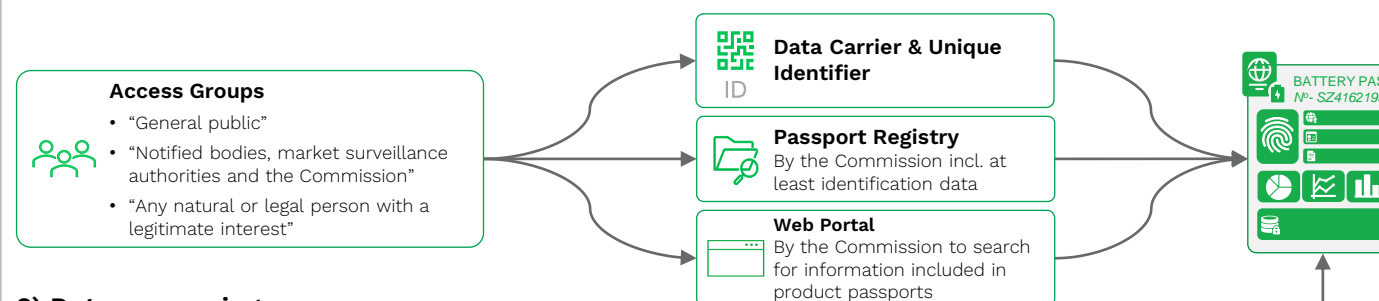 Access Groups
• “General public”
• “Notified bodies, market surveillance
authorities and the Commission”
• “Any natural or legal person with a
legitimate interest”
ID
Data Carrier & Unique
Identifier
Passport Registry
By the Commission incl. at
least identification data
Web Portal
By the Commission to search
for information included in
product passports
BATTERY PAS
Nº- SZ416219